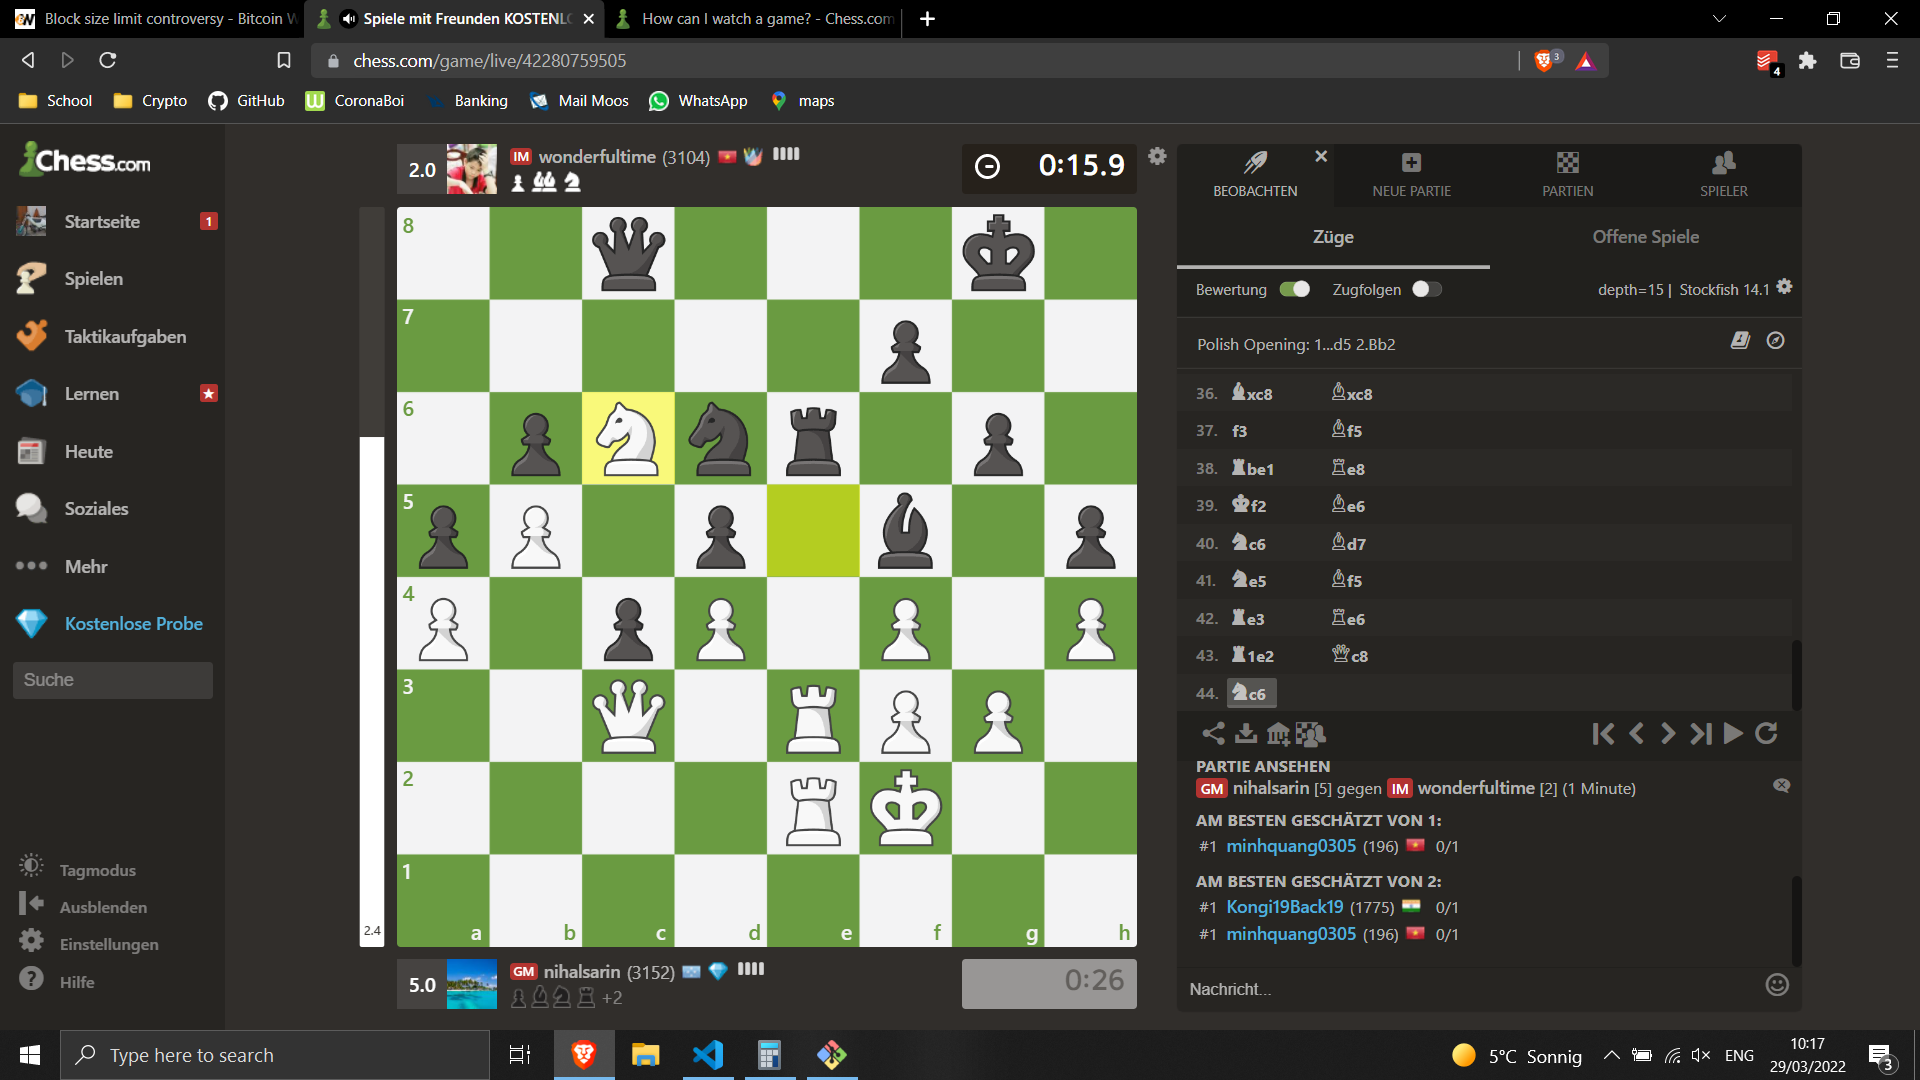 Block size limit controversy - Bitcoin W
Spiele mit Freunden KOSTENLO
How can I watch a game? - Chess.com
chess.com/game/live/42280759505
3
4
School
Crypto
GitHub
CoronaBoi
Banking
Mail Moos
WhatsApp
maps
Chess.com
Startseite
1
Spielen
Taktikaufgaben
Lernen
Heute
Soziales
Mehr
Kostenlose Probe
Suche
Tagmodus
Ausblenden
Einstellungen
Hilfe
2.0
IM wonderfultime (3104)
0:15.9
8
7
6
5
4
3
2
1
a b c d e f g h
2.4
5.0
GM nihalsarin (3152)
+2
0:26
BEOBACHTEN
NEUE PARTIE
PARTIEN
SPIELER
Züge
Offene Spiele
Bewertung
Zugfolgen
depth=15 | Stockfish 14.1
Polish Opening: 1...d5 2.Bb2
36. xc8 xc8
37. f3 f5
38. be1 e8
39. f2 e6
40. c6 d7
41. e5 f5
42. e3 e6
43. 1e2 c8
44. c6
PARTIE ANSEHEN
GM nihalsarin [5] gegen IM wonderfultime [2] (1 Minute)
AM BESTEN GESCHÄTZT VON 1:
#1 minhquang0305 (196) 0/1
AM BESTEN GESCHÄTZT VON 2:
#1 Kongi19Back19 (1775) 0/1
#1 minhquang0305 (196) 0/1
Nachricht...
Type here to search
5°C Sonnig
ENG
10:17
29/03/2022
3